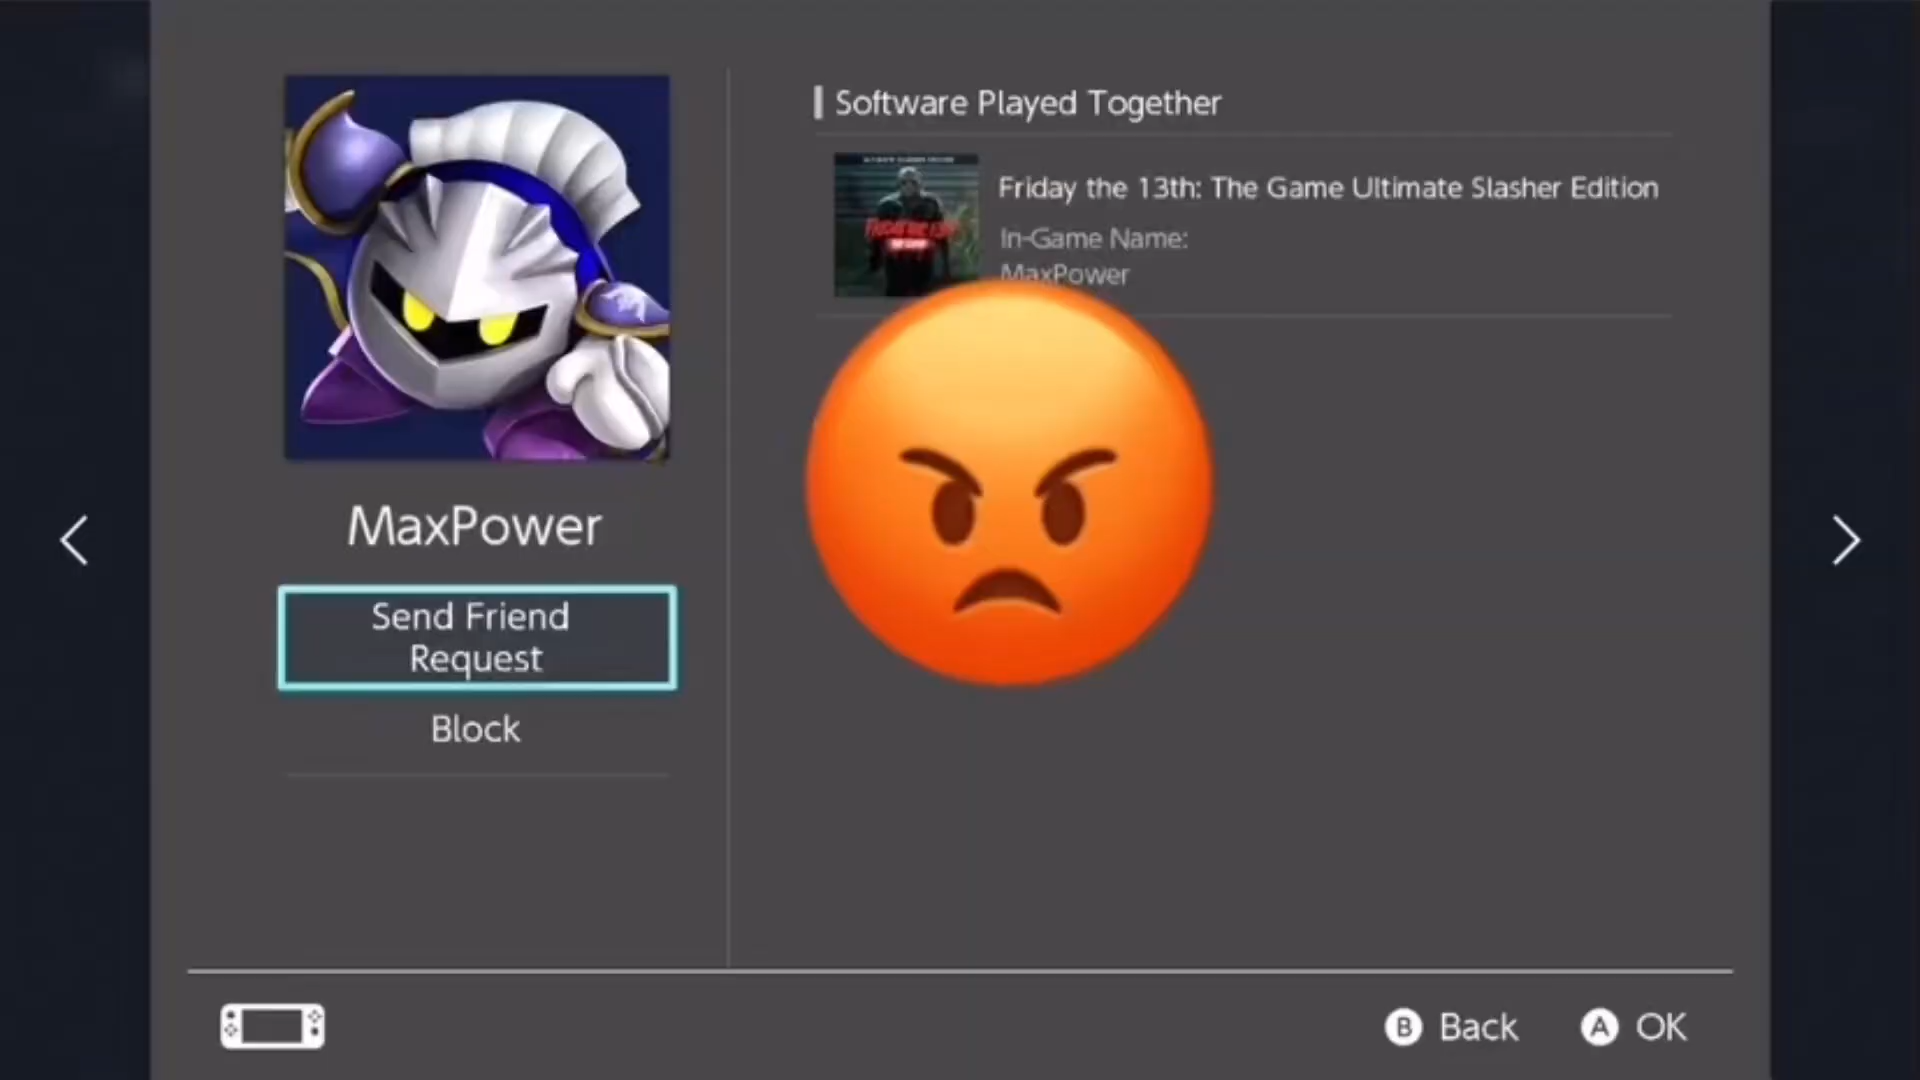 Software Played Together
Friday the 13th: The Game Ultimate Slasher Edition
In-Game Name:
MaxPower
MaxPower
Send Friend
Request
Block
B Back
A OK